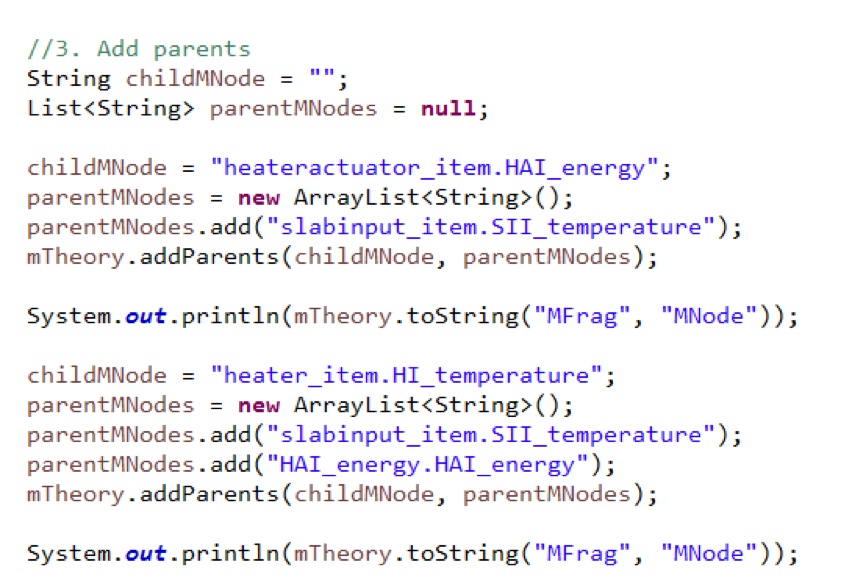 //3. Add parents
String childMNode = "";
List<String> parentMNodes = null;
childMNode = "heateractuator_item.HAI_energy";
parentMNodes = new ArrayList<String>();
parentMNodes.add("slabinput_item.SII_temperature");
mTheory.addParents(childMNode, parentMNodes);
System.out.println(mTheory.toString("MFrag", "MNode"));
childMNode = "heater_item.HI_temperature";
parentMNodes = new ArrayList<String>();
parentMNodes.add("slabinput_item.SII_temperature");
parentMNodes.add("HAI_energy.HAI_energy");
mTheory.addParents(childMNode, parentMNodes);
System.out.println(mTheory.toString("MFrag", "MNode"));